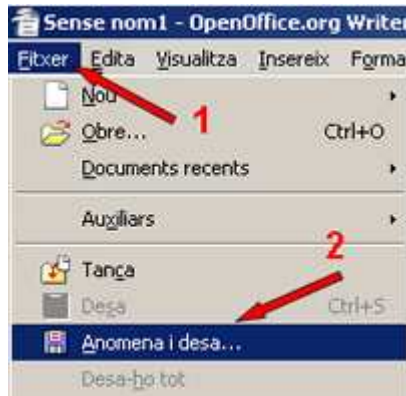 Sense nom1 - OpenOffice.org Writer
Fitxer Edita Visualitza Insereix Forma
1
Nou
Obre... Ctrl+O
Documents recents
Auxiliars
2
Tanca
Desa Ctrl+S
Anomena i desa...
Desa-ho tot